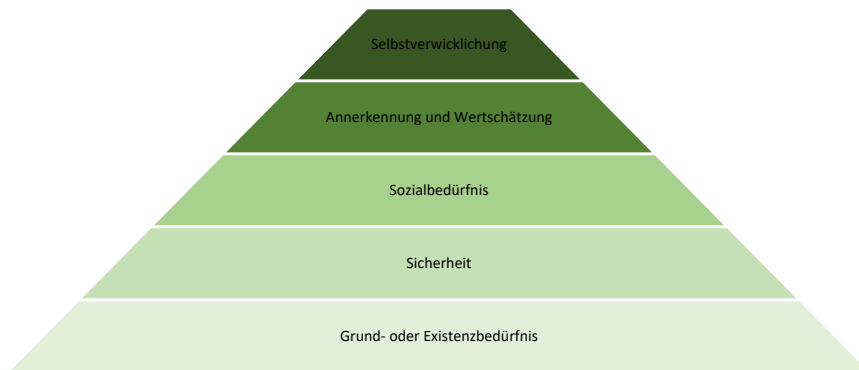 Selbstverwicklichung
Annerkennung und Wertschätzung
Sozialbedürfnis
Sicherheit
Grund- oder Existenzbedürfnis